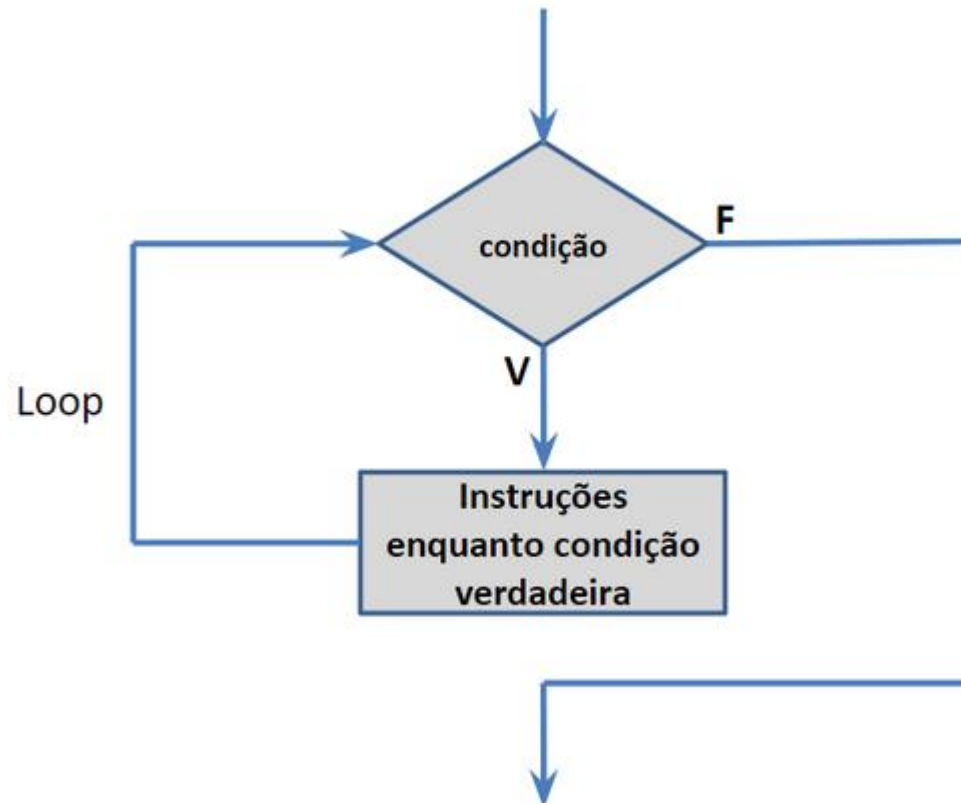 condição
F
V
Loop
Instruções
enquanto condição
verdadeira